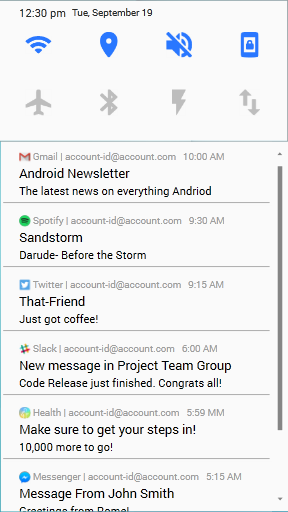 12:30 pm Tue, September 19
Gmail | account-id@account.com 10:00 AM
Android Newsletter
The latest news on everything Andriod
Spotify | account-id@account.com 9:30 AM
Sandstorm
Darude- Before the Storm
Twitter | account-id@account.com 9:15 AM
That-Friend
Just got coffee!
Slack | account-id@account.com 6:00 AM
New message in Project Team Group
Code Release just finished. Congrats all!
Health | account-id@account.com 5:59 MM
Make sure to get your steps in!
10,000 more to go!
Messenger | account-id@account.com 5:15 AM
Message From John Smith
Greetings from Rome!